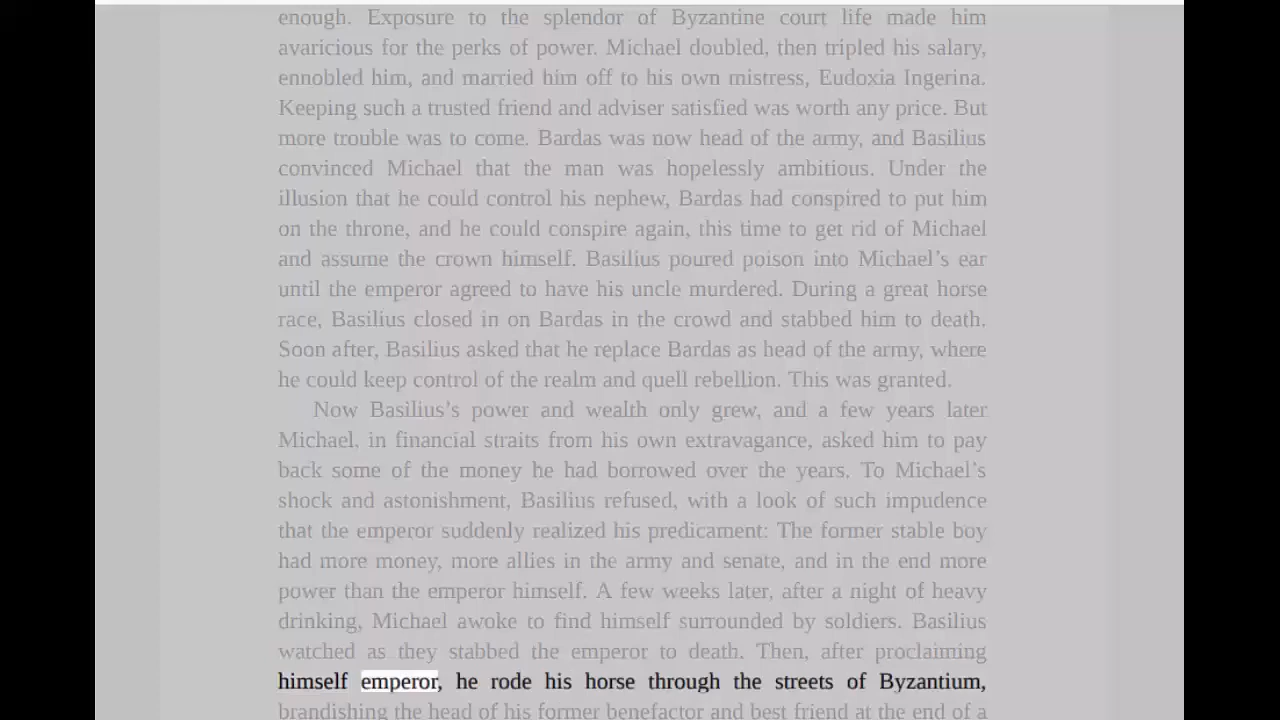 enough. Exposure to the splendor of Byzantine court life made him
avaricious for the perks of power. Michael doubled, then tripled his salary,
ennobled him, and married him off to his own mistress, Eudoxia Ingerina.
Keeping such a trusted friend and adviser satisfied was worth any price. But
more trouble was to come. Bardas was now head of the army, and Basilius
convinced Michael that the man was hopelessly ambitious. Under the
illusion that he could control his nephew, Bardas had conspired to put him
on the throne, and he could conspire again, this time to get rid of Michael
and assume the crown himself. Basilius poured poison into Michael’s ear
until the emperor agreed to have his uncle murdered. During a great horse
race, Basilius closed in on Bardas in the crowd and stabbed him to death.
Soon after, Basilius asked that he replace Bardas as head of the army, where
he could keep control of the realm and quell rebellion. This was granted.
Now Basilius’s power and wealth only grew, and a few years later
Michael, in financial straits from his own extravagance, asked him to pay
back some of the money he had borrowed over the years. To Michael’s
shock and astonishment, Basilius refused, with a look of such impudence
that the emperor suddenly realized his predicament: The former stable boy
had more money, more allies in the army and senate, and in the end more
power than the emperor himself. A few weeks later, after a night of heavy
drinking, Michael awoke to find himself surrounded by soldiers. Basilius
watched as they stabbed the emperor to death. Then, after proclaiming
himself emperor, he rode his horse through the streets of Byzantium,
brandishing the head of his former benefactor and best friend at the end of a